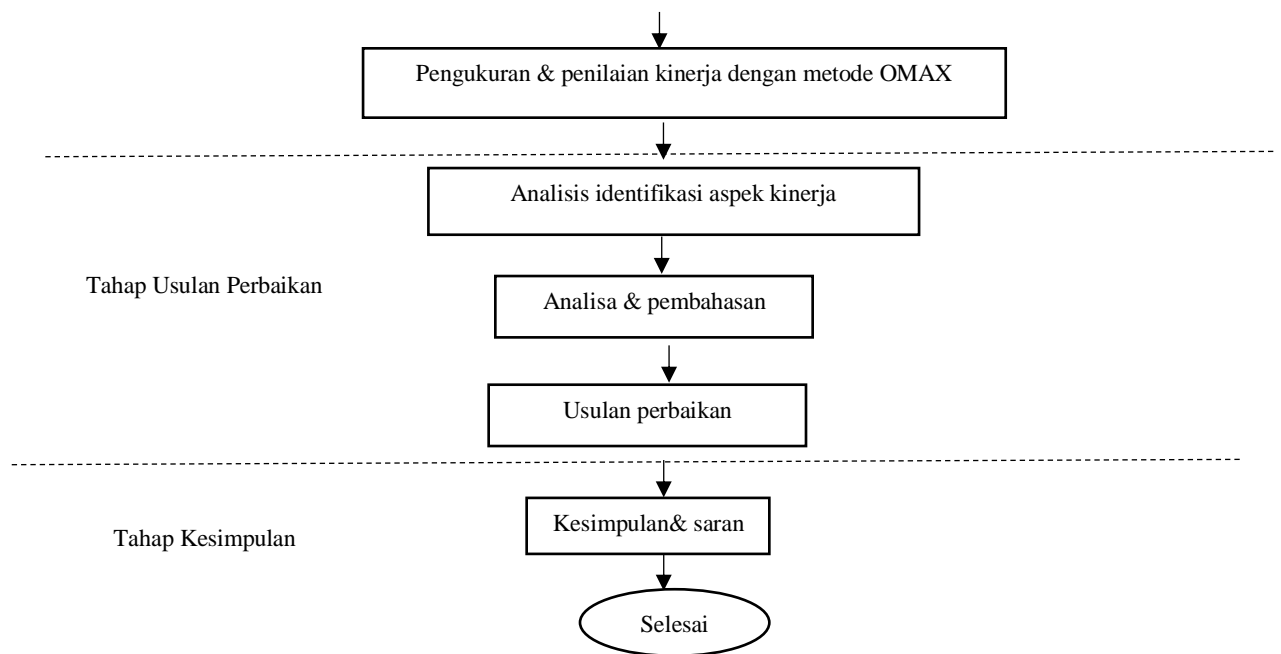 Pengukuran & penilaian kinerja dengan metode OMAX
Analisis identifikasi aspek kinerja
Tahap Usulan Perbaikan
Analisa & pembahasan
Usulan perbaikan
Kesimpulan& saran
Tahap Kesimpulan
Selesai